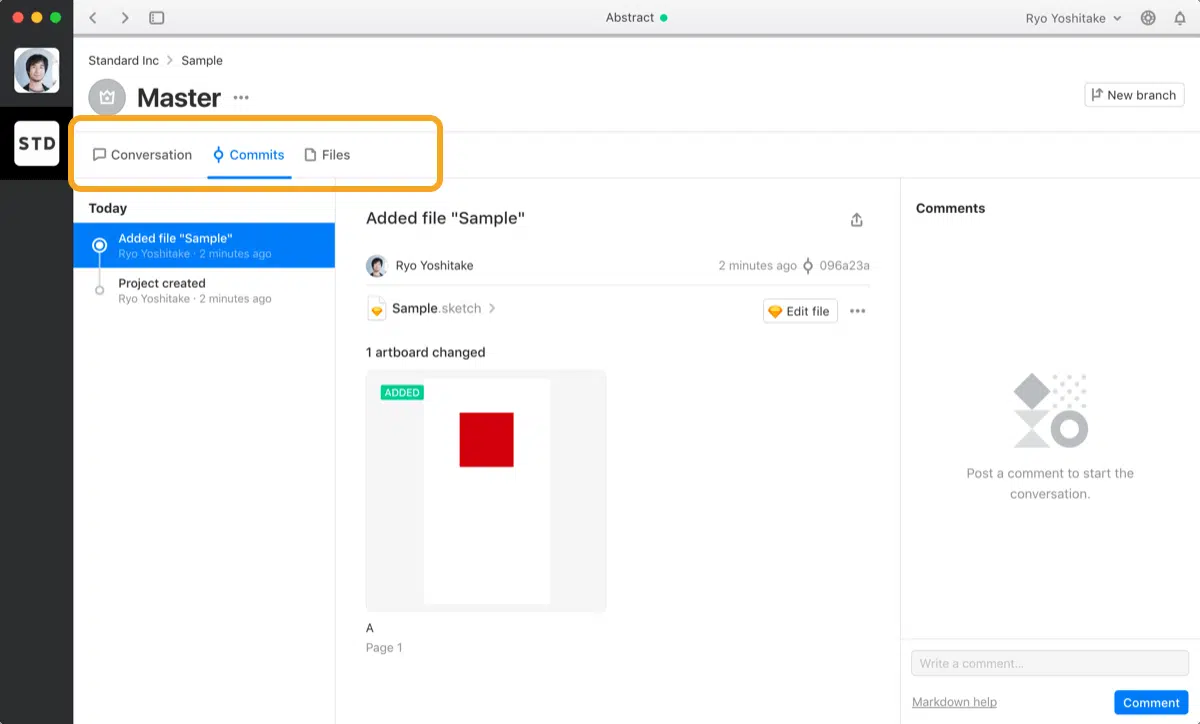 Abstract
Ryo Yoshitake
Standard Inc
Sample
Master
New branch
STD
Conversation
Commits
Files
Today
Added file "Sample"
Ryo Yoshitake · 2 minutes ago
Project created
Ryo Yoshitake · 2 minutes ago
Added file "Sample"
Ryo Yoshitake
2 minutes ago
096a23a
Sample.sketch
Edit file
1 artboard changed
ADDED
A
Page 1
Comments
Post a comment to start the
conversation.
Write a comment...
Markdown help
Comment